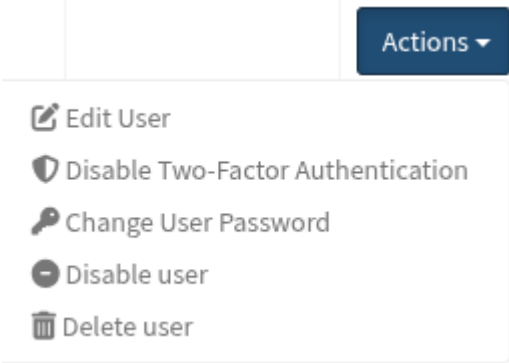 Actions
Edit User
Disable Two-Factor Authentication
Change User Password
Disable user
Delete user